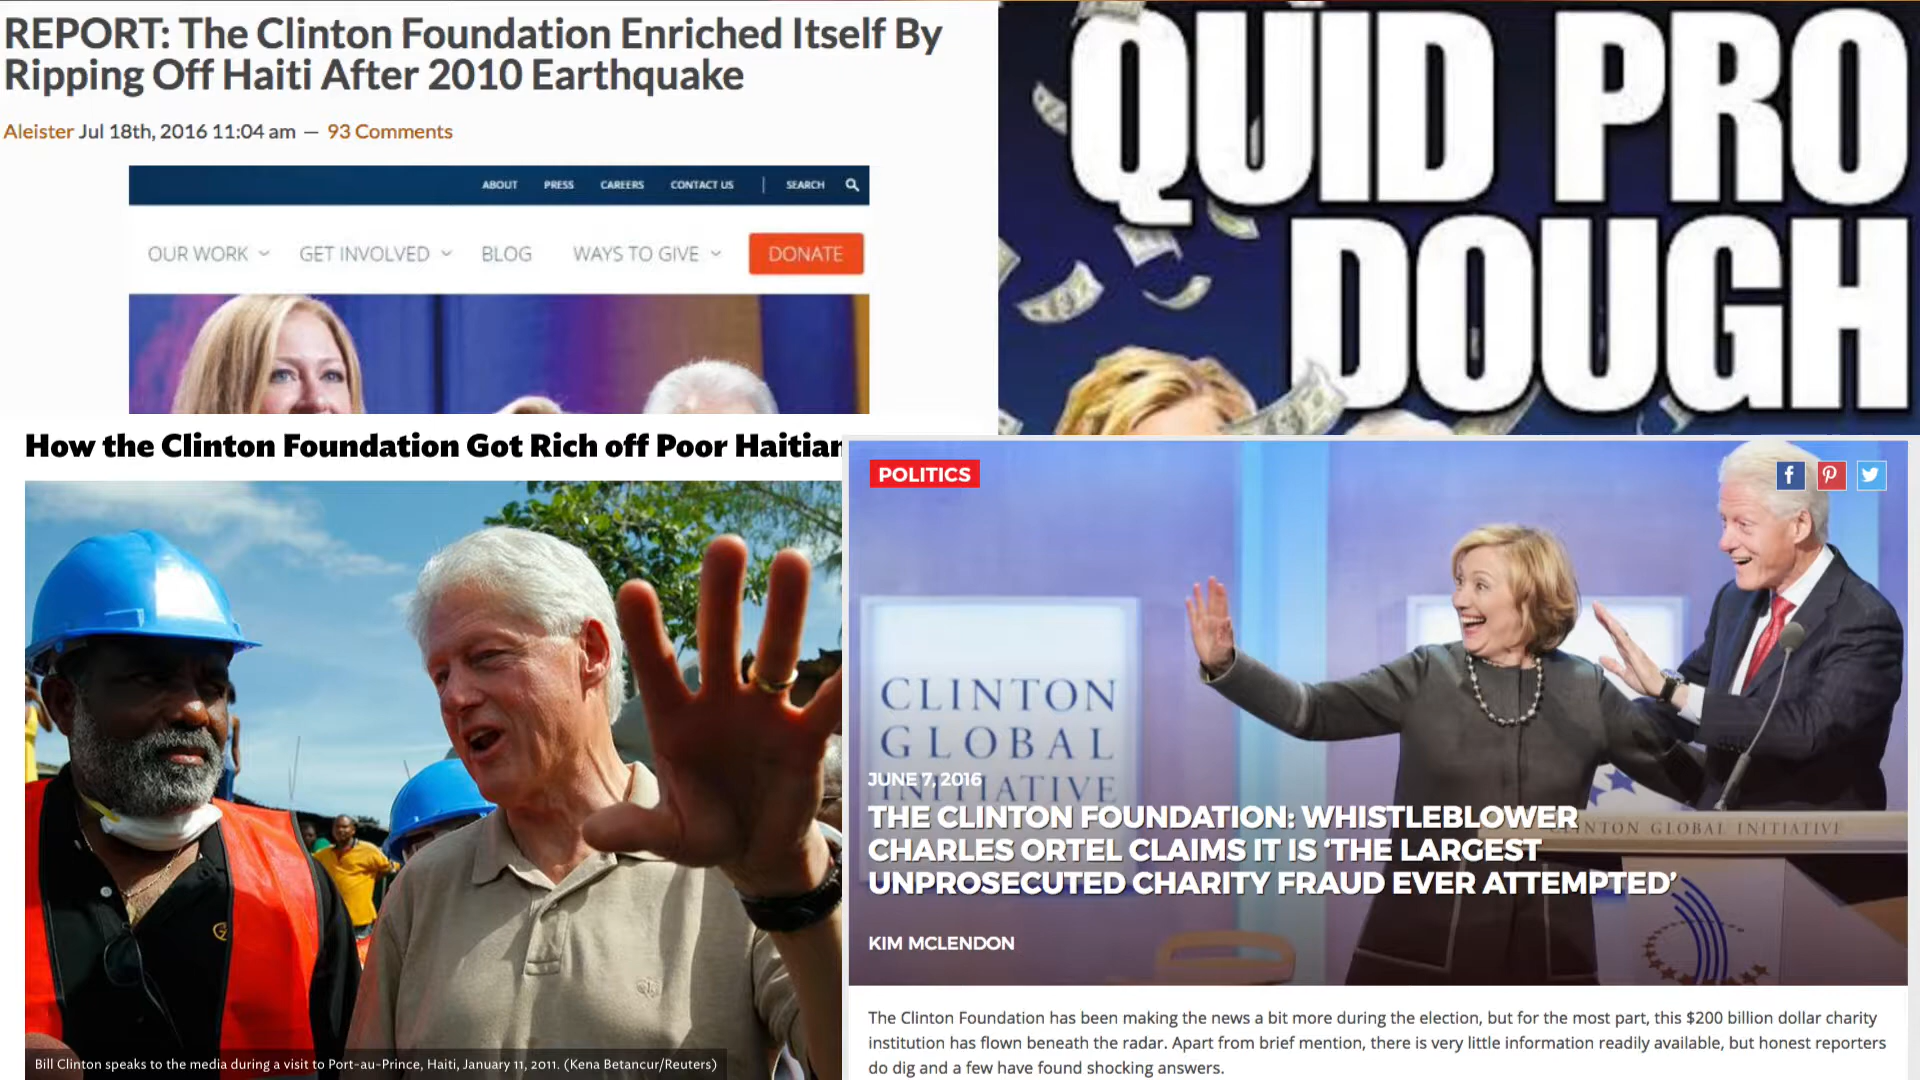 REPORT: The Clinton Foundation Enriched Itself By
Ripping Off Haiti After 2010 Earthquake
Aleister Jul 18th, 2016 11:04 am — 93 Comments
ABOUT PRESS CAREERS CONTACT US | SEARCH
OUR WORK GET INVOLVED BLOG WAYS TO GIVE DONATE
QUID PRO
DOUGH
How the Clinton Foundation Got Rich off Poor Haitian
Bill Clinton speaks to the media during a visit to Port-au-Prince, Haiti, January 11, 2011. (Kena Betancur/Reuters)
POLITICS
CLINTON
GLOBAL
INITIATIVE
CLINTON GLOBAL INITIATIVE
JUNE 7, 2016
THE CLINTON FOUNDATION: WHISTLEBLOWER
CHARLES ORTEL CLAIMS IT IS ‘THE LARGEST
UNPROSECUTED CHARITY FRAUD EVER ATTEMPTED’
KIM MCLENDON
The Clinton Foundation has been making the news a bit more during the election, but for the most part, this $200 billion dollar charity
institution has flown beneath the radar. Apart from brief mention, there is very little information readily available, but honest reporters
do dig and a few have found shocking answers.